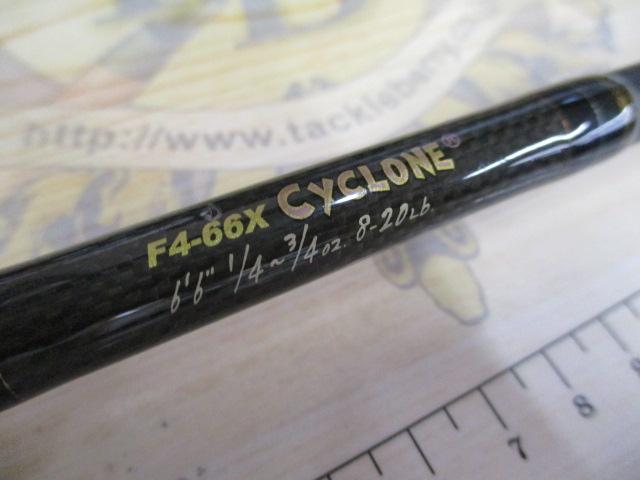 http://www.tackleberry.co
F4-66X CYCLONE®
6'6" 1/4~3/4oz. 8-20Lb.
7 8